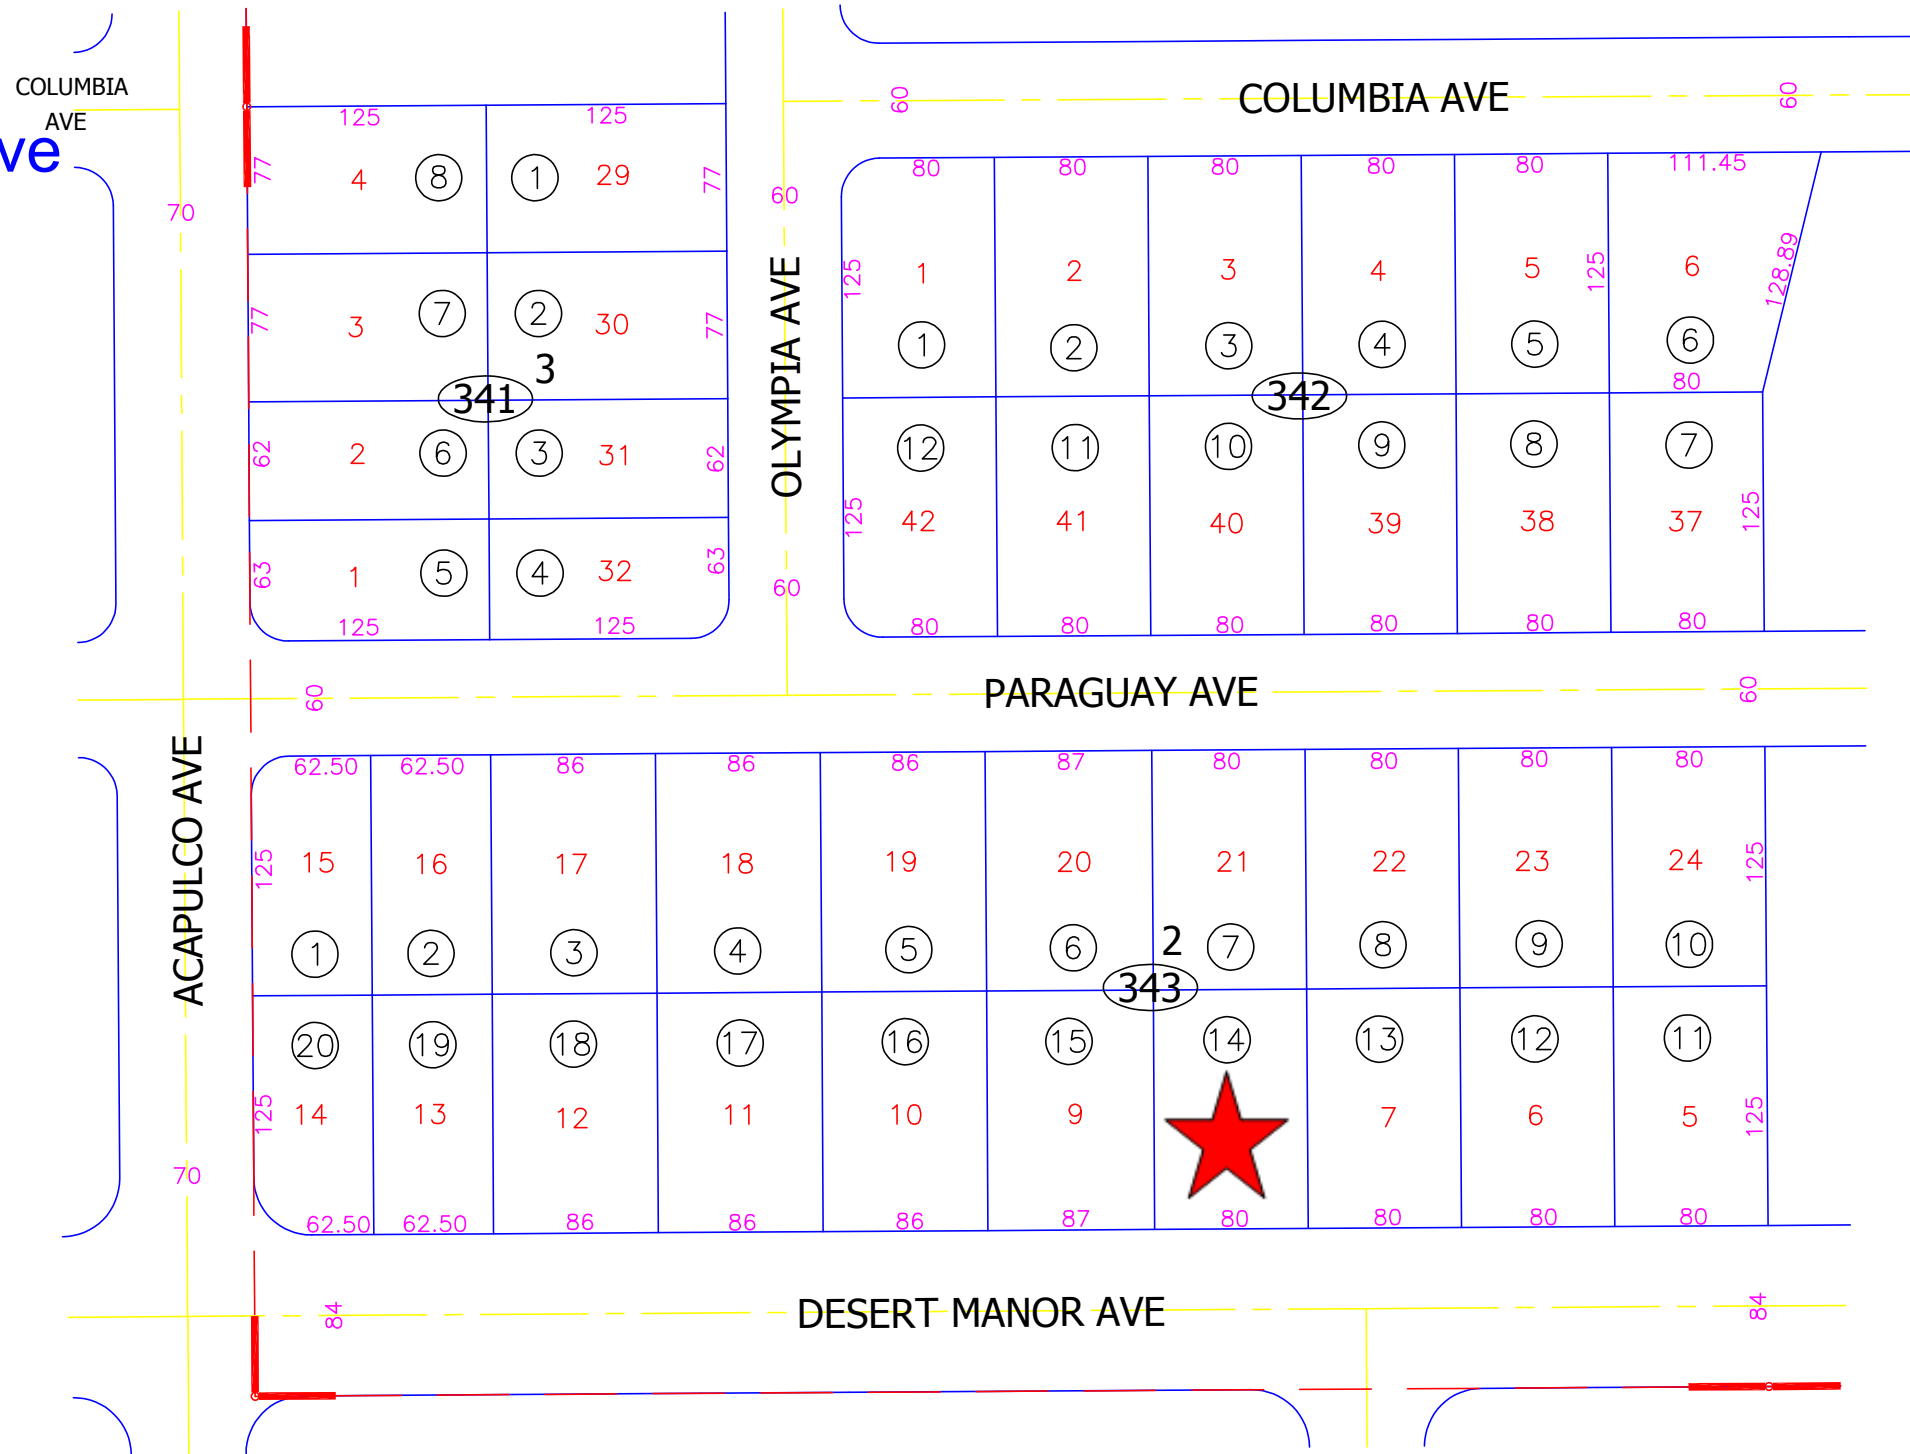 COLUMBIA
AVE
ve
60
COLUMBIA AVE
60
125 125
77 4 8 1 29 77
70
60
77 3 7 2 30 77
3
341
62 2 6 3 31 62
63 1 5 4 32 63
125 125
OLYMPIA AVE
60
80 80 80 80 80 111.45
125 1 2 3 4 5 125 6 128.89
1 2 3 4 5 6
80
342
12 11 10 9 8 7
125 42 41 40 39 38 37 125
80 80 80 80 80 80
60
PARAGUAY AVE
60
ACAPULCO AVE
62.50 62.50 86 86 86 87 80 80 80 80
125 15 16 17 18 19 20 21 22 23 24 125
1 2 3 4 5 6 2 7 8 9 10
343
20 19 18 17 16 15 14 13 12 11
125 14 13 12 11 10 9 7 6 5 125
70
62.50 62.50 86 86 86 87 80 80 80 80
84
DESERT MANOR AVE
84